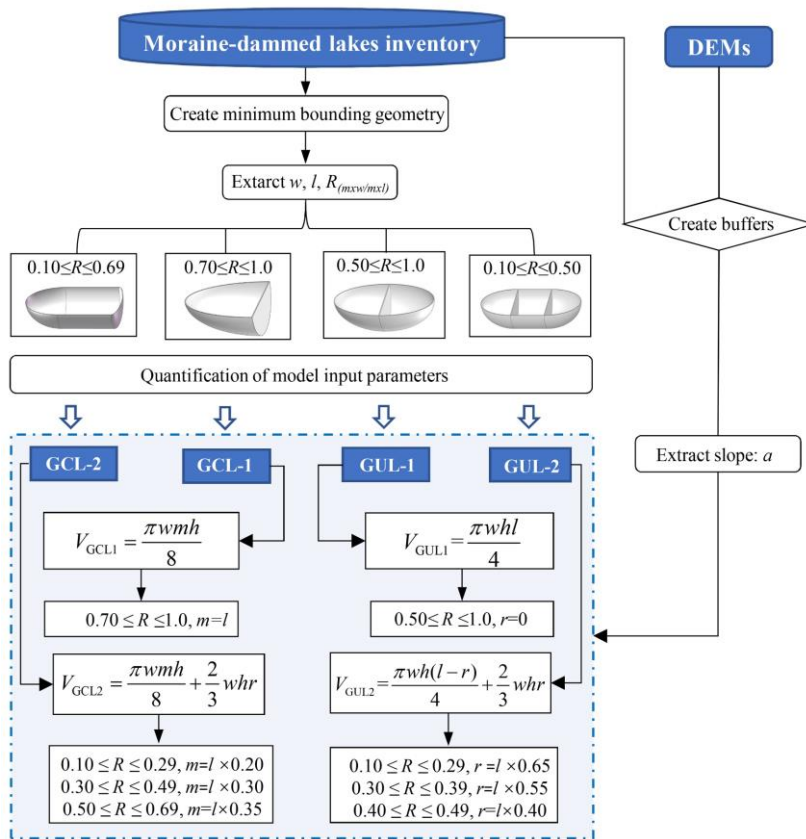 Moraine-dammed lakes inventory
DEMs
Create minimum bounding geometry
Extarct w, l, R(mxw/mxl)
Create buffers
0.10≤R≤0.69
0.70≤R≤1.0
0.50≤R≤1.0
0.10≤R≤0.50
Quantification of model input parameters
Extract slope: a
GCL-2
GCL-1
GUL-1
GUL-2
V_GCL1 = πwmh/8
V_GUL1 = πwhl/4
0.70 ≤ R ≤1.0, m=l
0.50≤ R ≤1.0, r=0
V_GCL2 = πwmh/8 + 2/3 whr
V_GUL2 = πwh(l−r)/4 + 2/3 whr
0.10 ≤ R ≤ 0.29, m=l ×0.20
0.30 ≤ R ≤ 0.49, m=l ×0.30
0.50 ≤ R ≤ 0.69, m=l×0.35
0.10 ≤ R ≤ 0.29, r =l ×0.65
0.30 ≤ R ≤ 0.39, r=l ×0.55
0.40 ≤ R ≤ 0.49, r=l×0.40